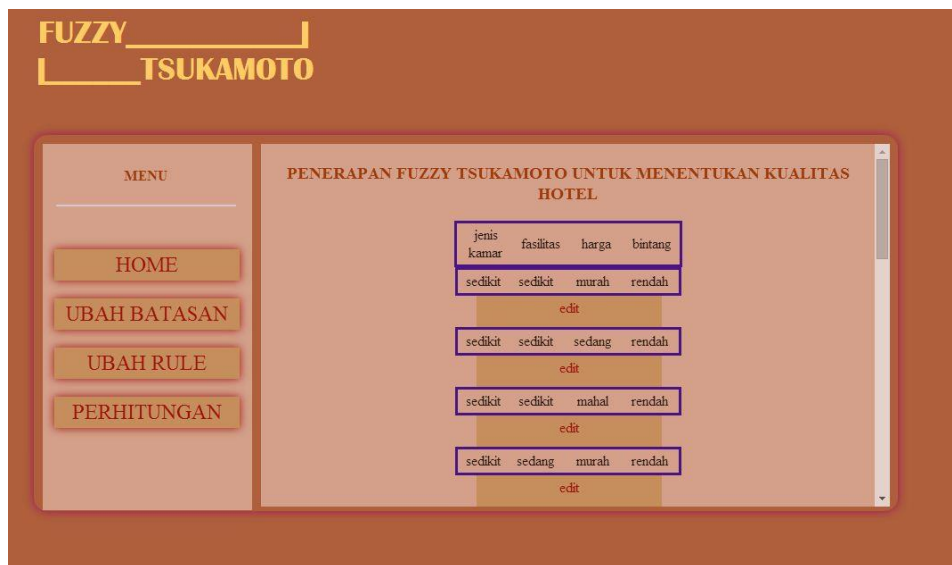 FUZZY
TSUKAMOTO
MENU
HOME
UBAH BATASAN
UBAH RULE
PERHITUNGAN
PENERAPAN FUZZY TSUKAMOTO UNTUK MENENTUKAN KUALITAS
HOTEL
jenis kamar fasilitas harga bintang
sedikit sedikit murah rendah
edit
sedikit sedikit sedang rendah
edit
sedikit sedikit mahal rendah
edit
sedikit sedang murah rendah
edit